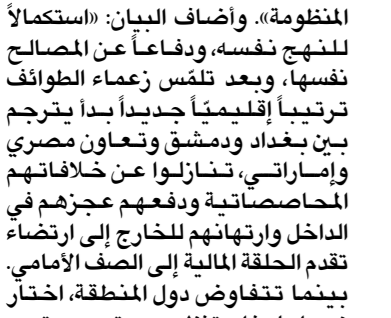 المنظومة». وأضاف البيان: «استكمالاً
للنهج نفسه، ودفاعاً عن المصالح
نفسها، وبعد تلمّس زعماء الطوائف
ترتيباً إقليميّاً جديداً بدأ يترجم
بين بغداد ودمشق وتعاون مصري
وإماراتي، تنازلوا عن خلافاتهم
المحاصصاتية ودفعهم عجزهم في
الداخل وارتهانهم للخارج إلى ارتضاء
تقدم الحلقة المالية إلى الصف الأمامي.
بينما تتفاوض دول المنطقة، اختار